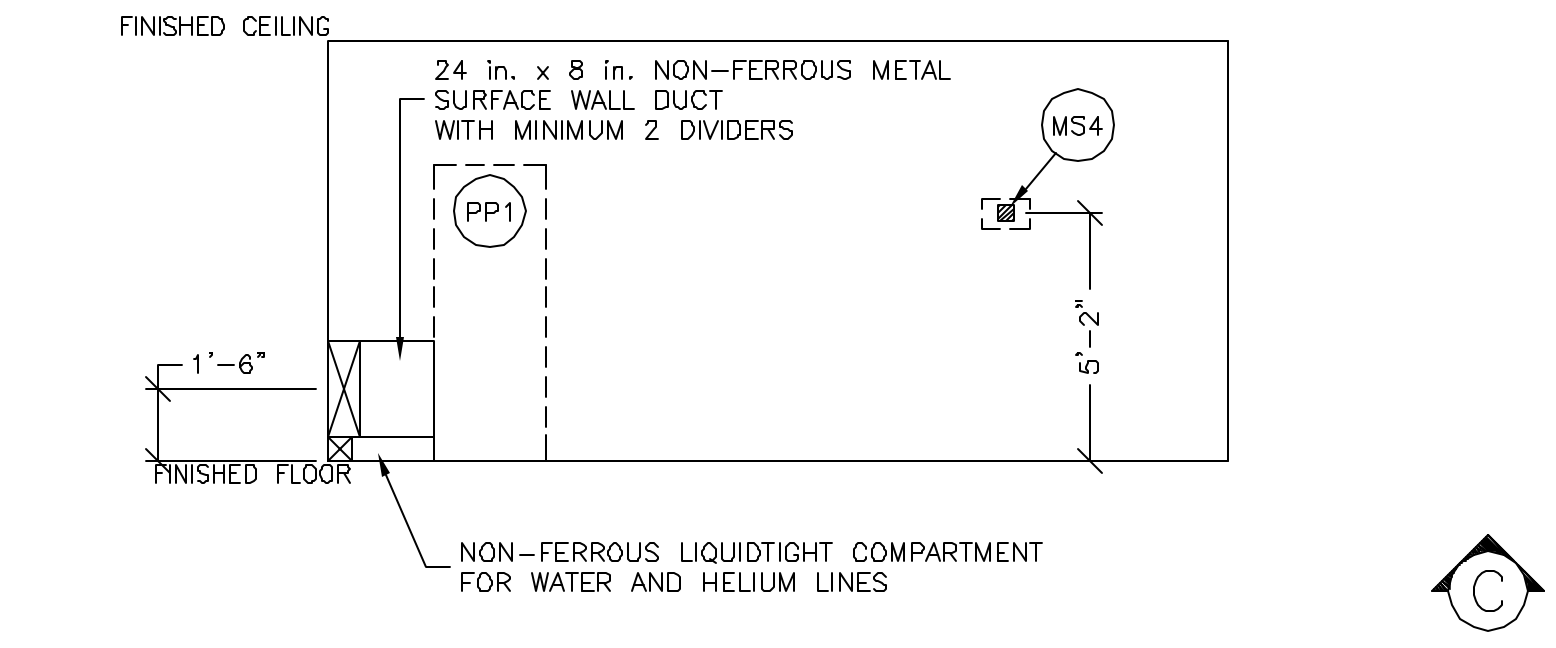 FINISHED CEILING
24 in. x 8 in. NON-FERROUS METAL
SURFACE WALL DUCT
WITH MINIMUM 2 DIVIDERS
MS4
PP1
5'-2"
1'-6"
FINISHED FLOOR
NON-FERROUS LIQUIDTIGHT COMPARTMENT
FOR WATER AND HELIUM LINES
C